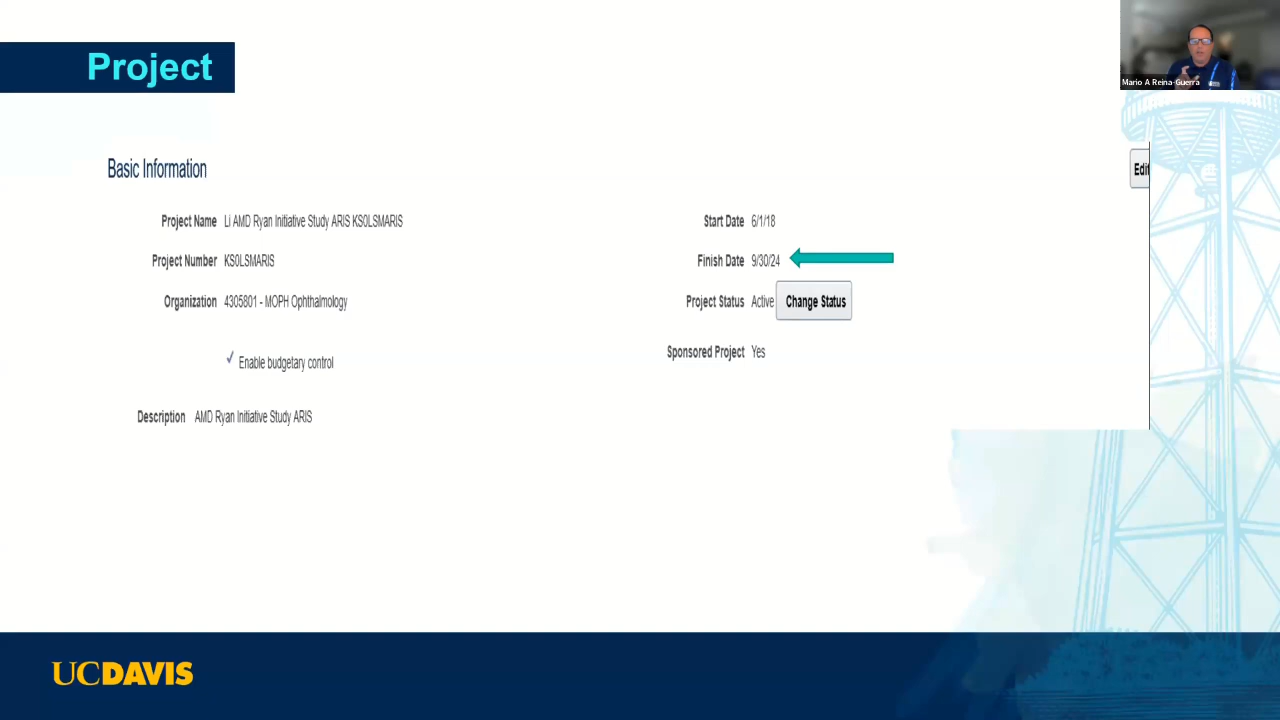 Project
Mario A Reina-Guerra
Basic Information
Edit
Project Name Li AMD Ryan Initiative Study ARIS KS0LSMARIS
Start Date 6/1/18
Project Number KS0LSMARIS
Finish Date 9/30/24
Organization 4305801 - MOPH Ophthalmology
Project Status Active Change Status
Enable budgetary control
Sponsored Project Yes
Description AMD Ryan Initiative Study ARIS
UCDAVIS